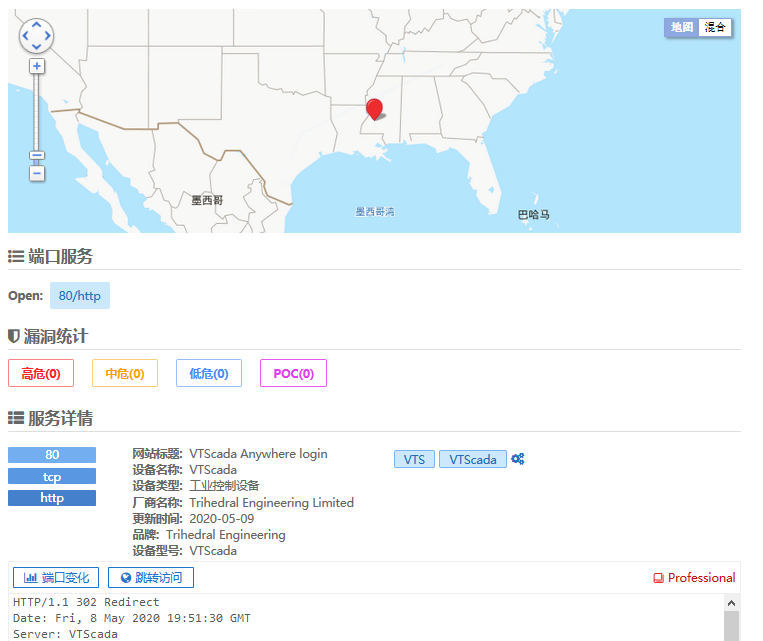 地图 混合
墨西哥
墨西哥湾
巴哈马
端口服务
Open: 80/http
漏洞统计
高危(0) 中危(0) 低危(0) POC(0)
服务详情
80
tcp
http
网站标题: VTScada Anywhere login
设备名称: VTScada
设备类型: 工业控制设备
厂商名称: Trihedral Engineering Limited
更新时间: 2020-05-09
品牌: Trihedral Engineering
设备型号: VTScada
VTS VTScada
端口变化 跳转访问 Professional
HTTP/1.1 302 Redirect
Date: Fri, 8 May 2020 19:51:30 GMT
Server: VTScada